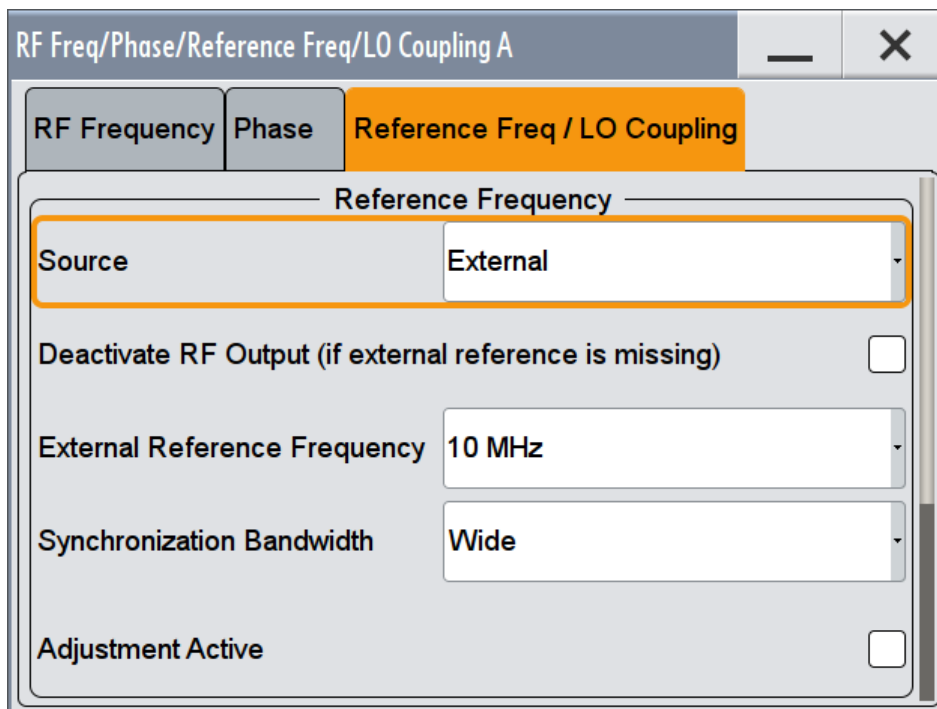 RF Freq/Phase/Reference Freq/LO Coupling A
RF Frequency Phase Reference Freq / LO Coupling
Reference Frequency
Source External
Deactivate RF Output (if external reference is missing)
External Reference Frequency 10 MHz
Synchronization Bandwidth Wide
Adjustment Active